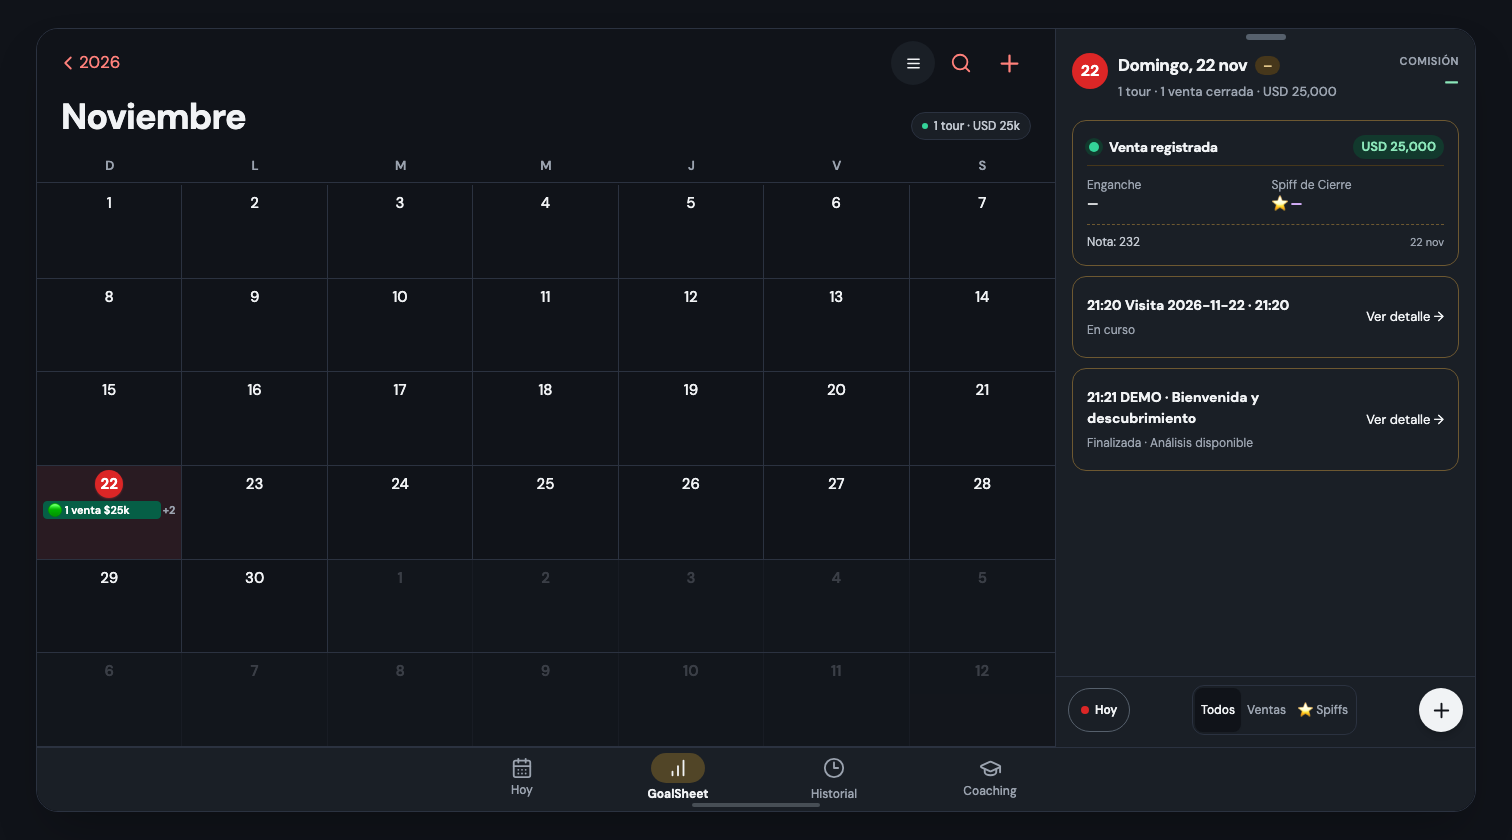 2026
Noviembre
1 tour · USD 25k
D L M M J V S
1 2 3 4 5 6 7
8 9 10 11 12 13 14
15 16 17 18 19 20 21
22 23 24 25 26 27 28
1 venta $25k +2
29 30 1 2 3 4 5
6 7 8 9 10 11 12
22 Domingo, 22 nov –
1 tour · 1 venta cerrada · USD 25,000
COMISIÓN
—
Venta registrada USD 25,000
Enganche Spiff de Cierre
— ⭐ —
Nota: 232 22 nov
21:20 Visita 2026-11-22 · 21:20
En curso
Ver detalle →
21:21 DEMO · Bienvenida y
descubrimiento
Finalizada · Análisis disponible
Ver detalle →
Hoy Todos Ventas ⭐ Spiffs +
Hoy GoalSheet Historial Coaching